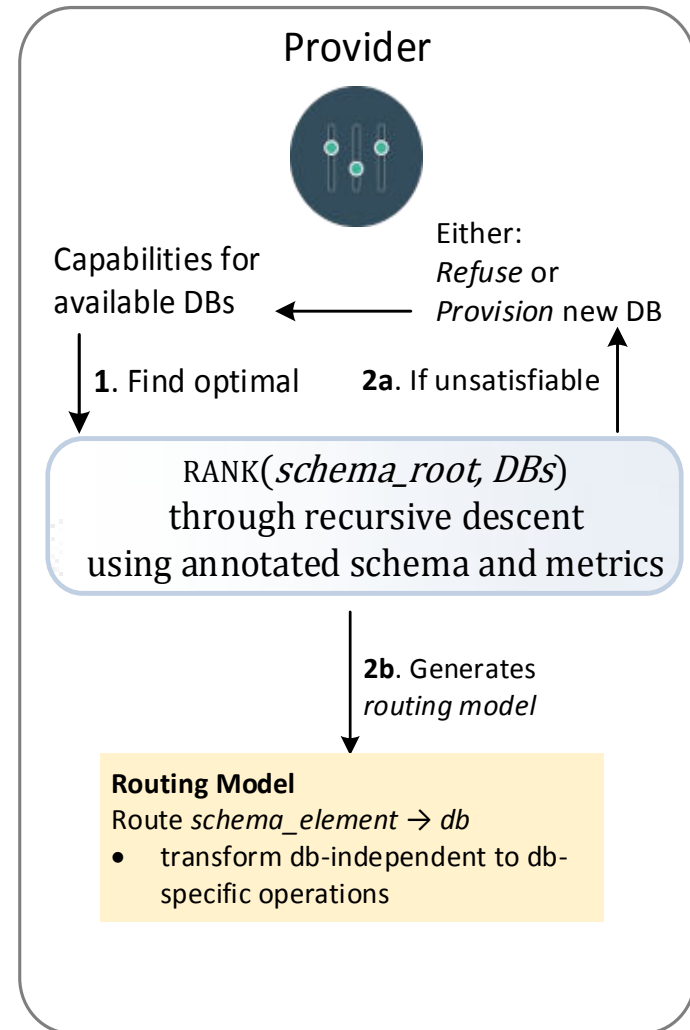 Provider
Either:
Refuse or
Provision new DB
Capabilities for
available DBs
1. Find optimal
2a. If unsatisfiable
RANK(schema_root, DBs)
through recursive descent
using annotated schema and metrics
2b. Generates
routing model
Routing Model
Route schema_element → db
• transform db-independent to db-
specific operations